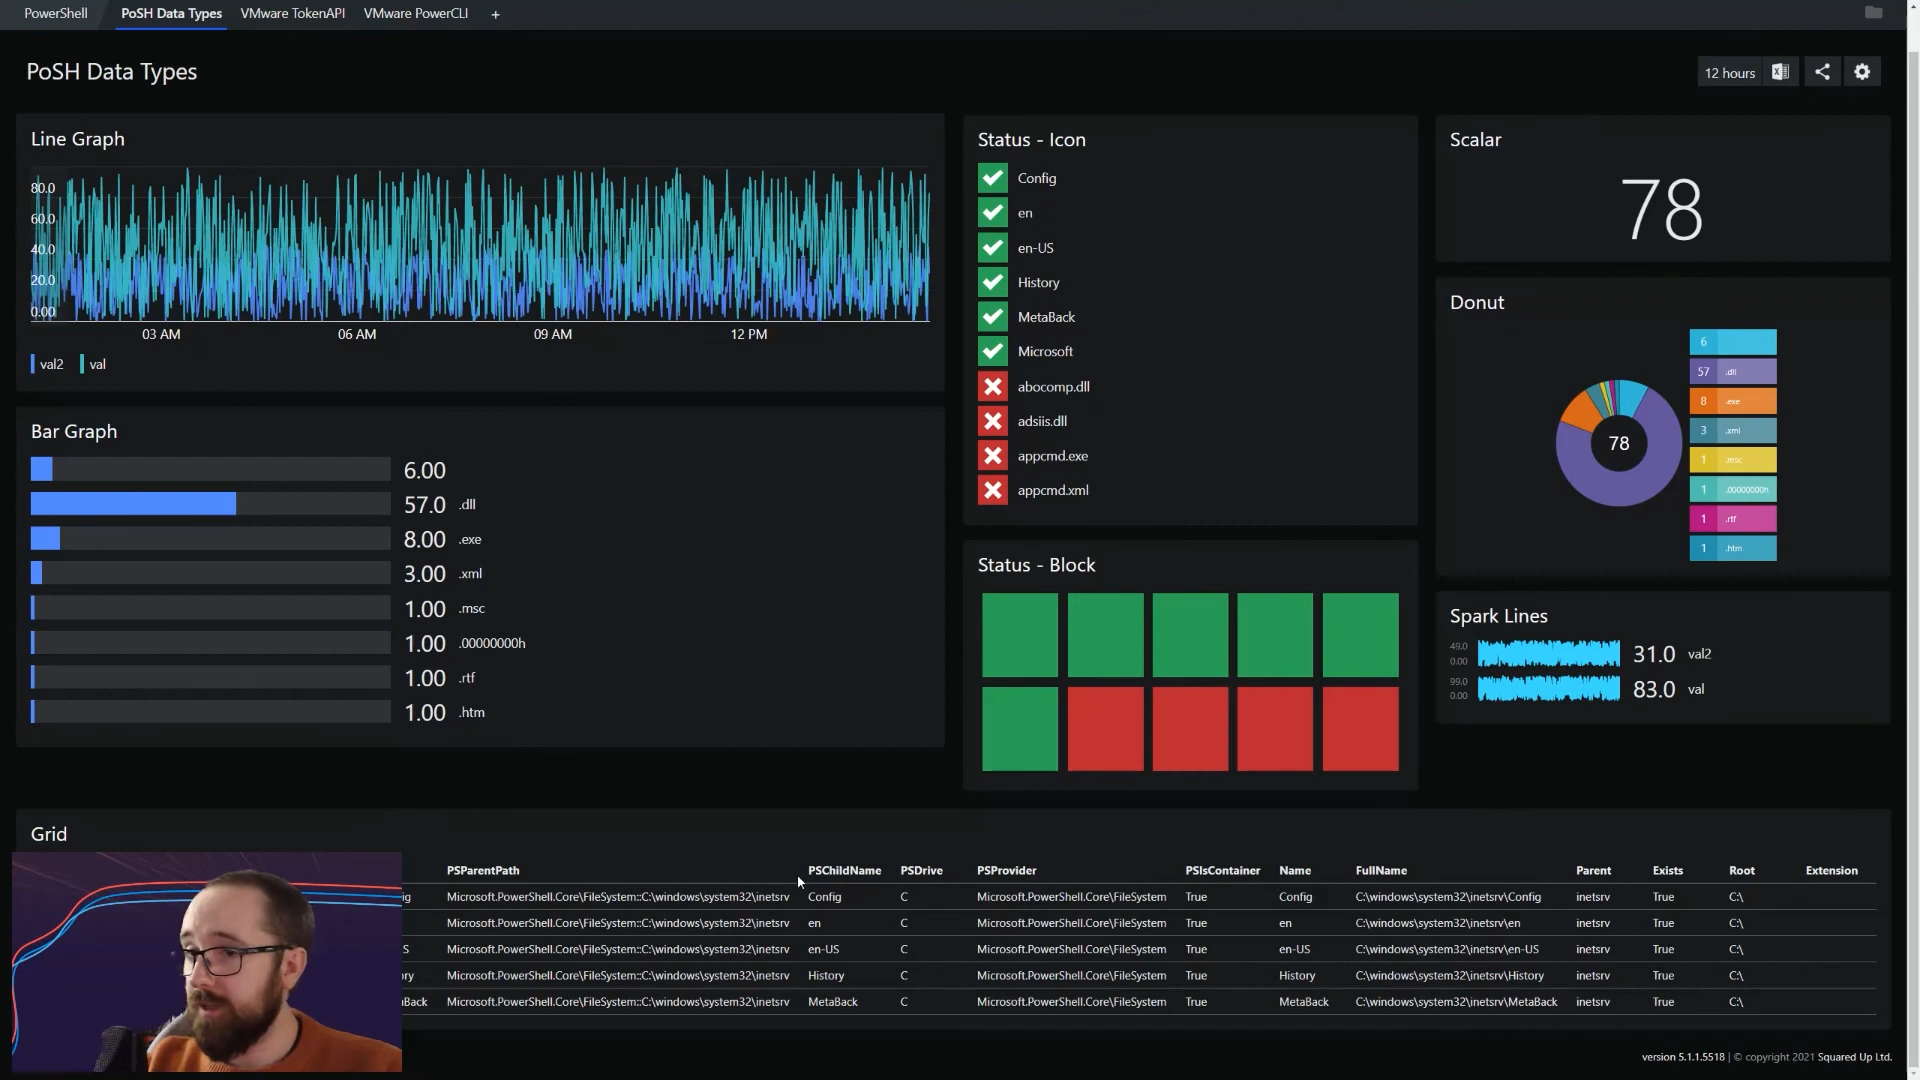 PowerShell
PoSH Data Types
VMware TokenAPI
VMware PowerCLI
+
PoSH Data Types
12 hours
Line Graph
80.0
60.0
40.0
20.0
0.00
03 AM
06 AM
09 AM
12 PM
val2
val
Bar Graph
6.00
57.0 .dll
8.00 .exe
3.00 .xml
1.00 .msc
1.00 .00000000h
1.00 .rtf
1.00 .htm
Status - Icon
Config
en
en-US
History
MetaBack
Microsoft
abocomp.dll
adsiis.dll
appcmd.exe
appcmd.xml
Status - Block
Scalar
78
Donut
78
6
57 .dll
8 .exe
3 .xml
1 .msc
1 .00000000h
1 .rtf
1 .htm
Spark Lines
49.0
0.00
31.0 val2
99.0
0.00
83.0 val
Grid
PSParentPath PSChildName PSDrive PSProvider PSIsContainer Name FullName Parent Exists Root Extension
ig Microsoft.PowerShell.Core\FileSystem::C:\windows\system32\inetsrv Config C Microsoft.PowerShell.Core\FileSystem True Config C:\windows\system32\inetsrv\Config inetsrv True C:\
Microsoft.PowerShell.Core\FileSystem::C:\windows\system32\inetsrv en C Microsoft.PowerShell.Core\FileSystem True en C:\windows\system32\inetsrv\en inetsrv True C:\
S Microsoft.PowerShell.Core\FileSystem::C:\windows\system32\inetsrv en-US C Microsoft.PowerShell.Core\FileSystem True en-US C:\windows\system32\inetsrv\en-US inetsrv True C:\
ry Microsoft.PowerShell.Core\FileSystem::C:\windows\system32\inetsrv History C Microsoft.PowerShell.Core\FileSystem True History C:\windows\system32\inetsrv\History inetsrv True C:\
aBack Microsoft.PowerShell.Core\FileSystem::C:\windows\system32\inetsrv MetaBack C Microsoft.PowerShell.Core\FileSystem True MetaBack C:\windows\system32\inetsrv\MetaBack inetsrv True C:\
version 5.1.1.5518 | © copyright 2021 Squared Up Ltd.